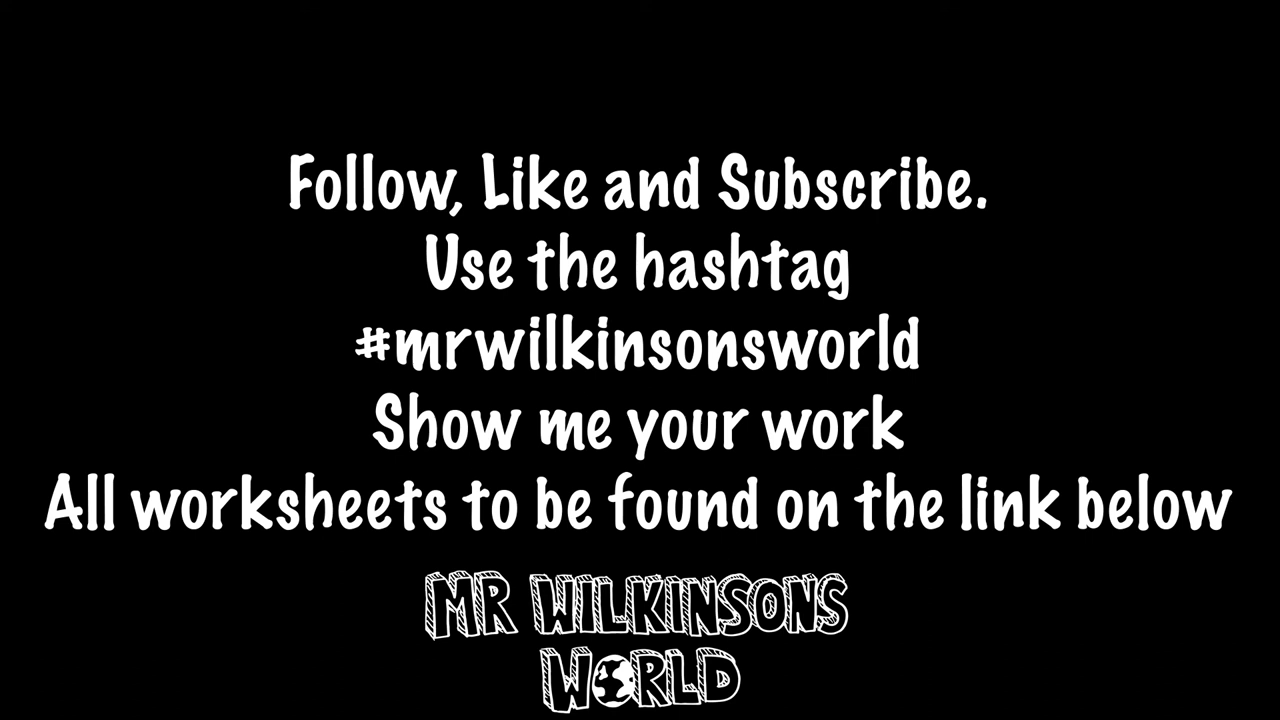 Follow, Like and Subscribe.
Use the hashtag
#mrwilkinsonsworld
Show me your work
All worksheets to be found on the link below
MR WILKINSONS
WORLD